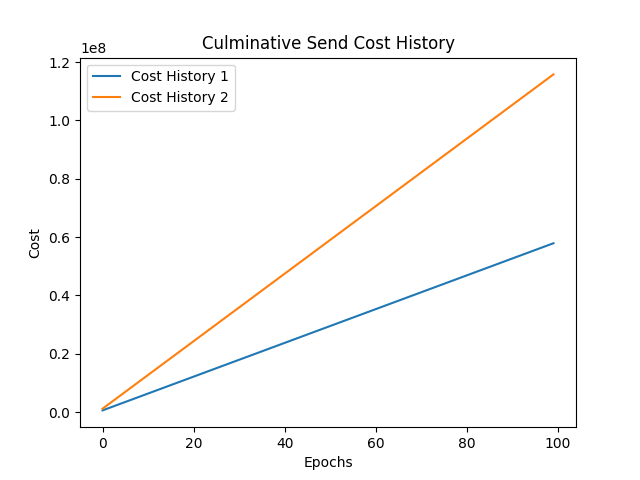 Culminative Send Cost History
1e8
1.2
1.0
0.8
0.6
0.4
0.2
0.0
Cost
Cost History 1
Cost History 2
0 20 40 60 80 100
Epochs